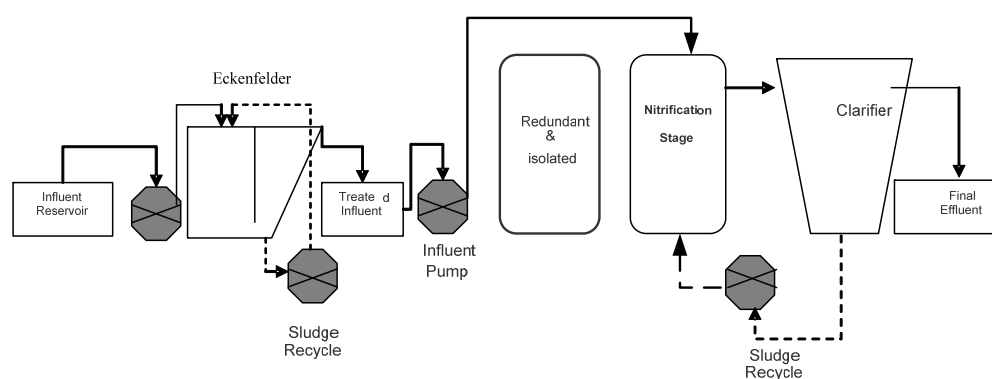 Eckenfelder
Influent
Reservoir
Treate d
Influent
Influent
Pump
Sludge
Recycle
Redundant
&
isolated
Nitrification
Stage
Clarifier
Final
Effluent
Sludge
Recycle